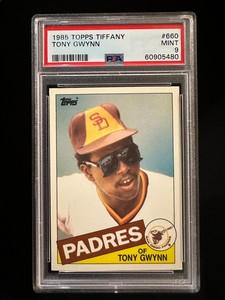 1985 TOPPS TIFFANY #660
TONY GWYNN MINT
9
PSA 60905480
Topps
SD
PADRES
OF
TONY GWYNN